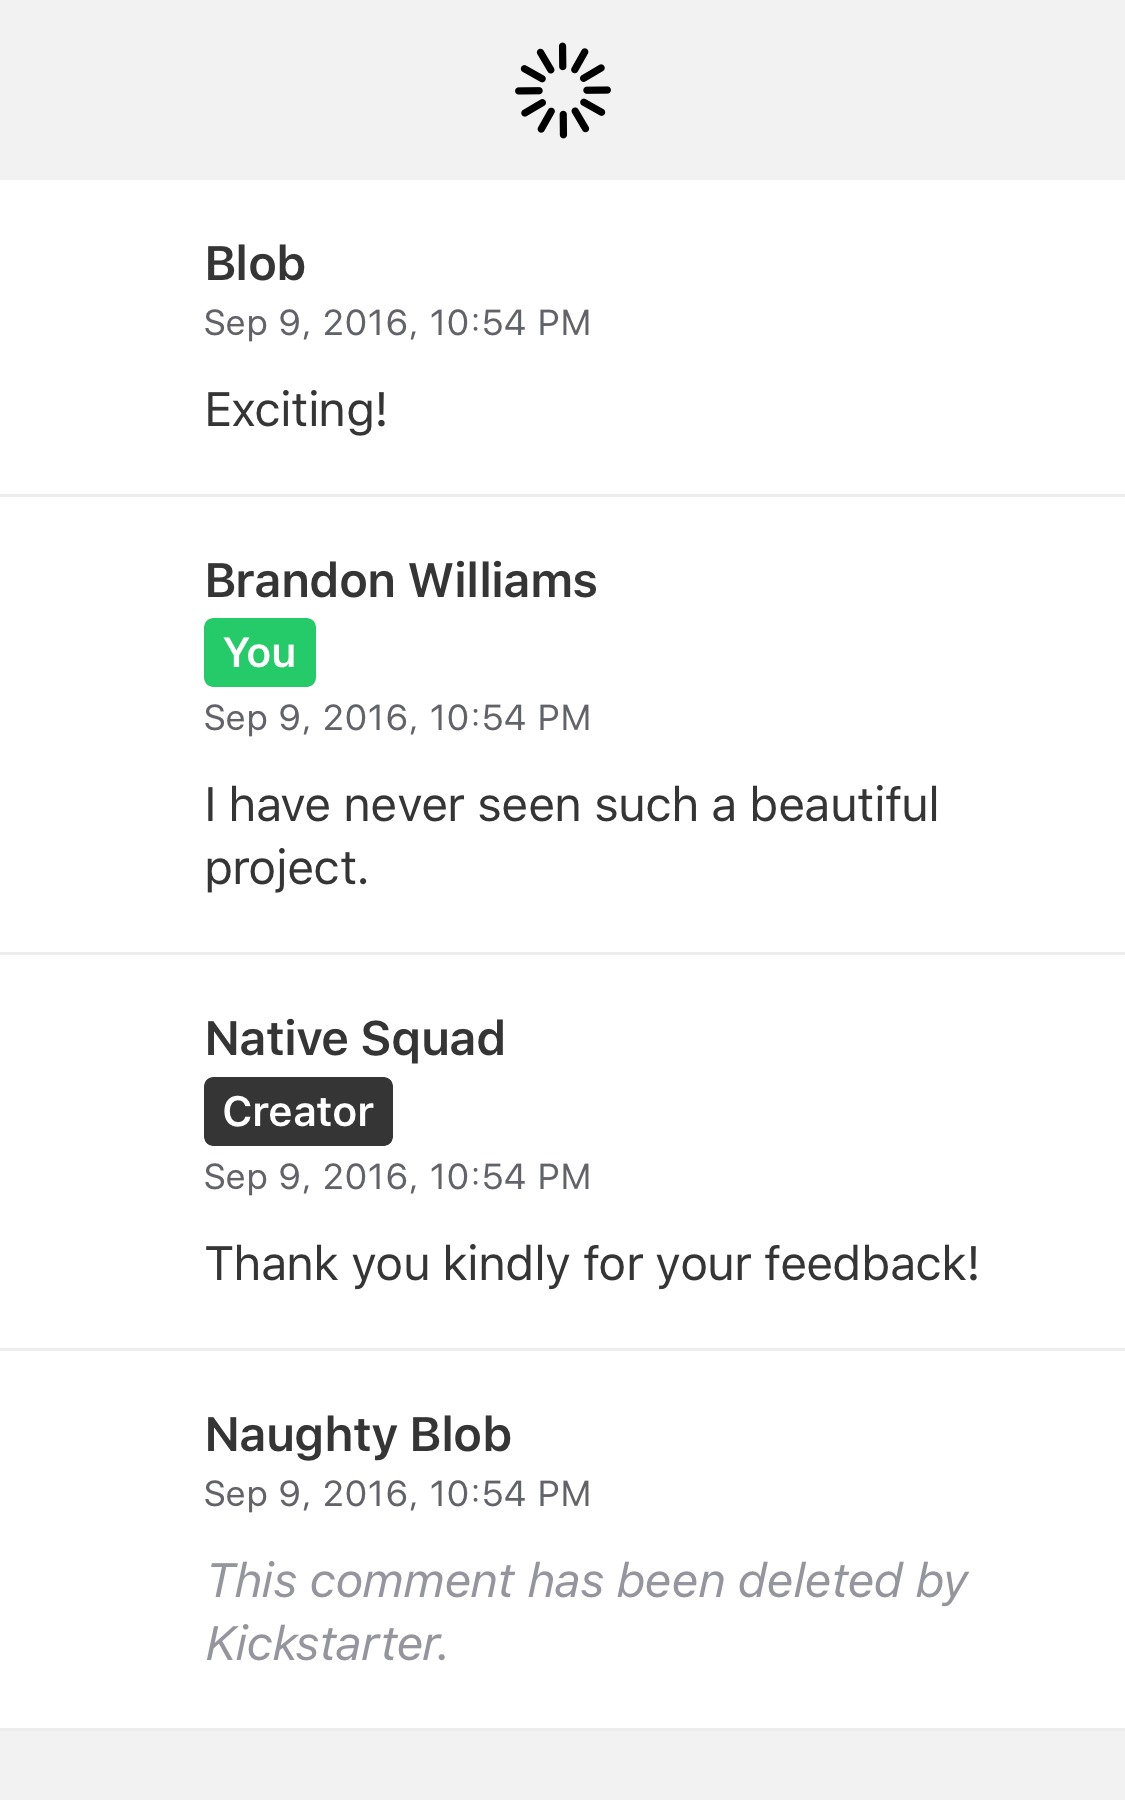 Blob
Sep 9, 2016, 10:54 PM
Exciting!
Brandon Williams
You
Sep 9, 2016, 10:54 PM
I have never seen such a beautiful
project.
Native Squad
Creator
Sep 9, 2016, 10:54 PM
Thank you kindly for your feedback!
Naughty Blob
Sep 9, 2016, 10:54 PM
This comment has been deleted by
Kickstarter.